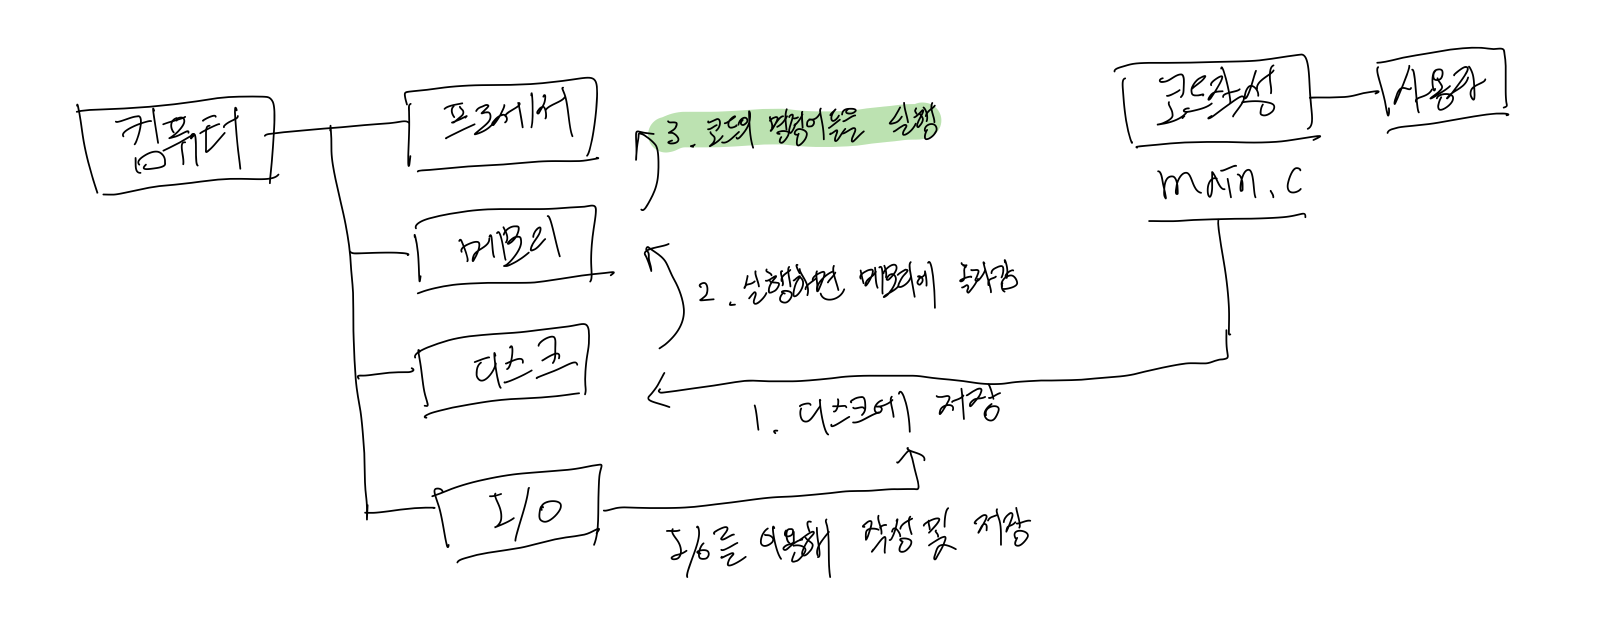 컴퓨터
프로세서
3. 코드의 명령어들을 실행
코드작성
사용자
main.c
메모리
2. 실행하면 메모리에 올라감
디스크
1. 디스크에 저장
I/O
I/O를 이용해 작성 및 저장